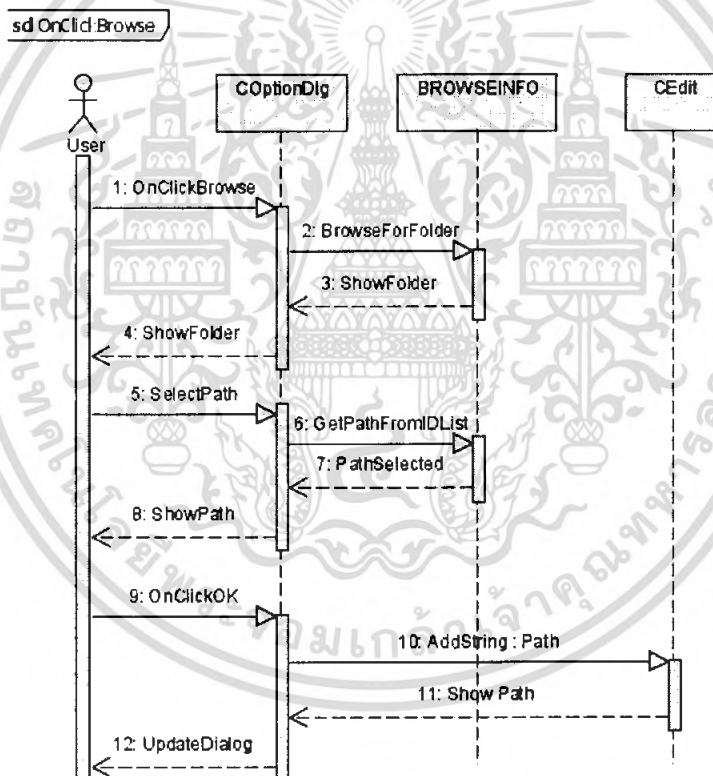 sd OnClid:Browse
COptionDlg
BROWSEINFO
CEdit
User
1: OnClickBrowse
2: BrowseForFolder
3: ShowFolder
4: ShowFolder
5: SelectPath
6: GetPathFromIDList
7: PathSelected
8: ShowPath
9: OnClickOK
10: AddString : Path
11: Show Path
12: UpdateDialog